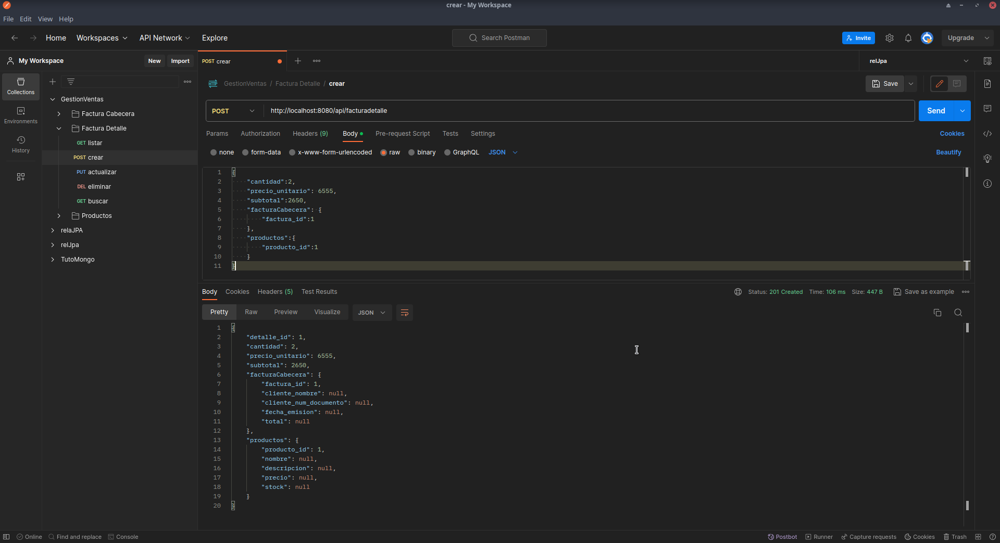 crear - My Workspace
File Edit View Help
Home Workspaces API Network Explore
Search Postman
Invite
Upgrade
My Workspace
New Import
POST crear
relJpa
Collections
Environments
History
GestionVentas
Factura Cabecera
Factura Detalle
GET listar
POST crear
PUT actualizar
DEL eliminar
GET buscar
Productos
relaJPA
relJpa
TutoMongo
HTTP GestionVentas / Factura Detalle / crear
Save
POST http://localhost:8080/api/facturadetalle
Send
Params Authorization Headers (9) Body Pre-request Script Tests Settings Cookies
none form-data x-www-form-urlencoded raw binary GraphQL JSON Beautify
1 {
2 "cantidad":2,
3 "precio_unitario": 6555,
4 "subtotal":2650,
5 "facturaCabecera": {
6 "factura_id":1
7 },
8 "productos":{
9 "producto_id":1
10 }
11 }
Body Cookies Headers (5) Test Results
Status: 201 Created Time: 106 ms Size: 447 B Save as example
Pretty Raw Preview Visualize JSON
1 {
2 "detalle_id": 1,
3 "cantidad": 2,
4 "precio_unitario": 6555,
5 "subtotal": 2650,
6 "facturaCabecera": {
7 "factura_id": 1,
8 "cliente_nombre": null,
9 "cliente_num_documento": null,
10 "fecha_emision": null,
11 "total": null
12 },
13 "productos": {
14 "producto_id": 1,
15 "nombre": null,
16 "descripcion": null,
17 "precio": null,
18 "stock": null
19 }
20 }
Online Find and replace Console
Postbot Runner Capture requests Cookies Trash